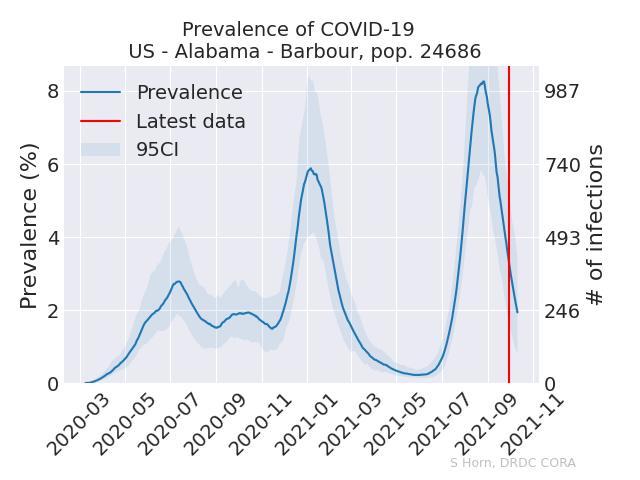 Prevalence of COVID-19
US - Alabama - Barbour, pop. 24686
Prevalence
Latest data
95CI
Prevalence (%)
8
6
4
2
0
987
740
493
246
0
# of infections
2020-03
2020-05
2020-07
2020-09
2020-11
2021-01
2021-03
2021-05
2021-07
2021-09
2021-11
S Horn, DRDC CORA